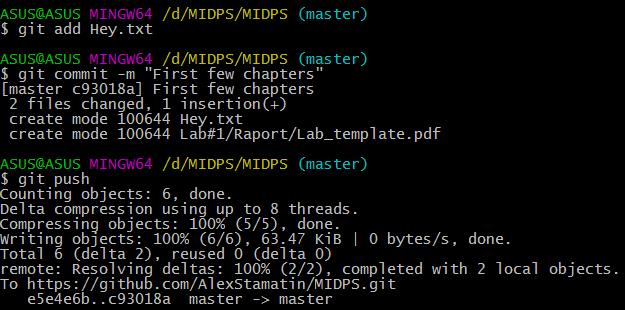 ASUS@ASUS MINGW64 /d/MIDPS/MIDPS (master)
$ git add Hey.txt
ASUS@ASUS MINGW64 /d/MIDPS/MIDPS (master)
$ git commit -m "First few chapters"
[master c93018a] First few chapters
 2 files changed, 1 insertion(+)
 create mode 100644 Hey.txt
 create mode 100644 Lab#1/Raport/Lab_template.pdf
ASUS@ASUS MINGW64 /d/MIDPS/MIDPS (master)
$ git push
Counting objects: 6, done.
Delta compression using up to 8 threads.
Compressing objects: 100% (5/5), done.
Writing objects: 100% (6/6), 63.47 KiB | 0 bytes/s, done.
Total 6 (delta 2), reused 0 (delta 0)
remote: Resolving deltas: 100% (2/2), completed with 2 local objects.
To https://github.com/AlexStamatin/MIDPS.git
   e5e4e6b..c93018a  master -> master